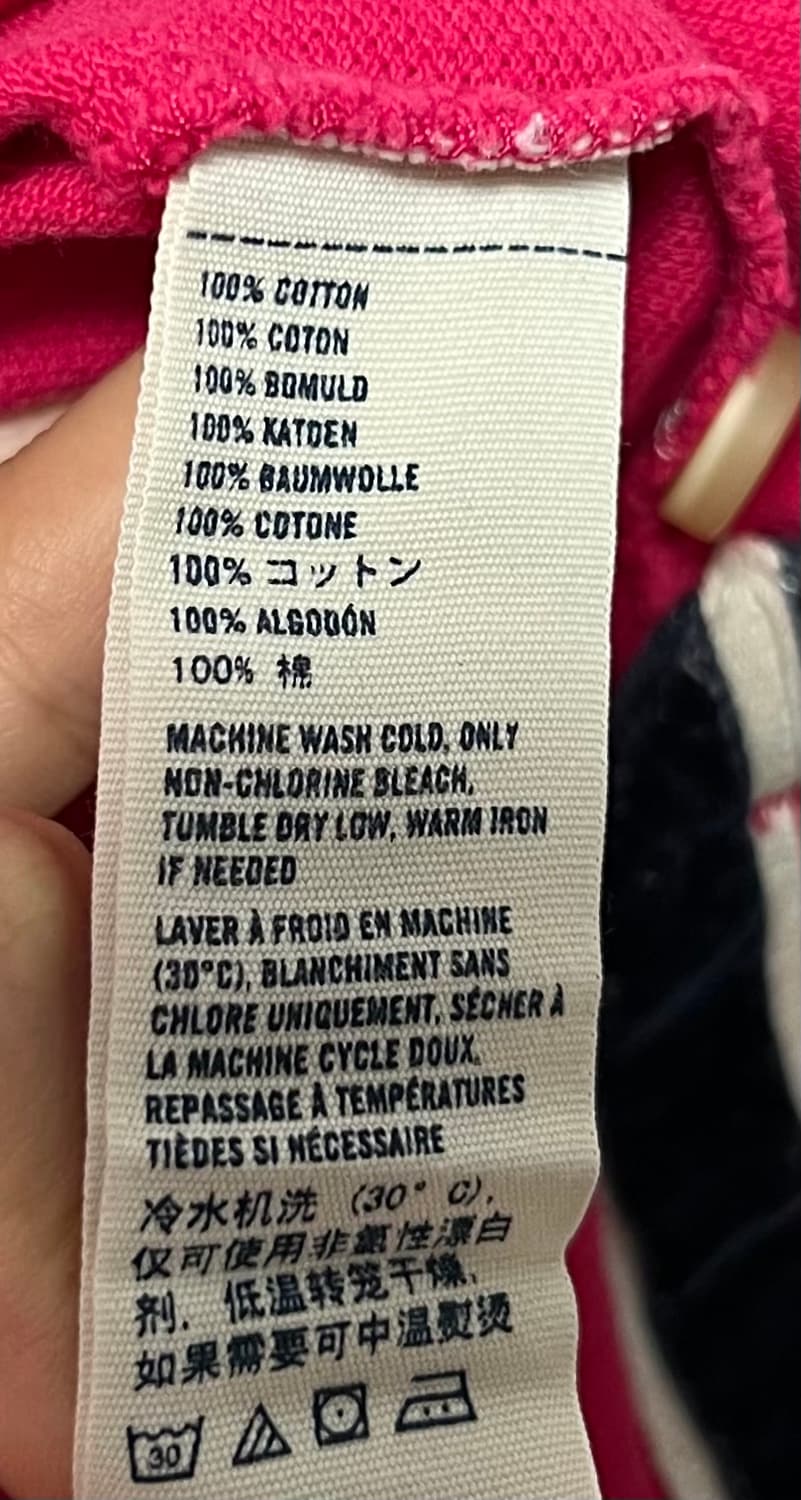 100% COTTON
100% COTON
100% BOMULD
100% KATOEN
100% BAUMWOLLE
100% COTONE
100% コットン
100% ALGODÓN
100% 棉
MACHINE WASH COLD, ONLY
NON-CHLORINE BLEACH,
TUMBLE DRY LOW, WARM IRON
IF NEEDED
LAVER À FROID EN MACHINE
(30°C), BLANCHIMENT SANS
CHLORE UNIQUEMENT, SÉCHER À
LA MACHINE CYCLE DOUX.
REPASSAGE À TEMPÉRATURES
TIÈDES SI NÉCESSAIRE
冷水机洗 (30° C),
仅可使用非氯性漂白
剂, 低温转笼干燥,
如果需要可中温熨烫
30